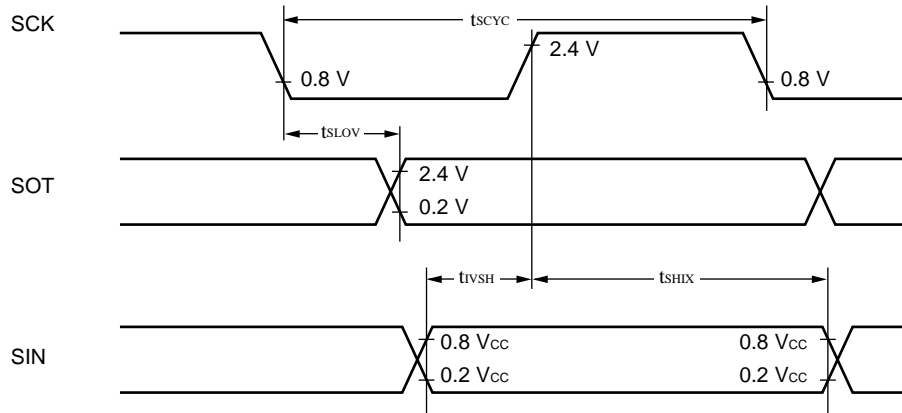 SCK
tSCYC
2.4 V
0.8 V
0.8 V
tSLOV
SOT
2.4 V
0.2 V
tIVSH
tSHIX
SIN
0.8 VCC
0.8 VCC
0.2 VCC
0.2 VCC